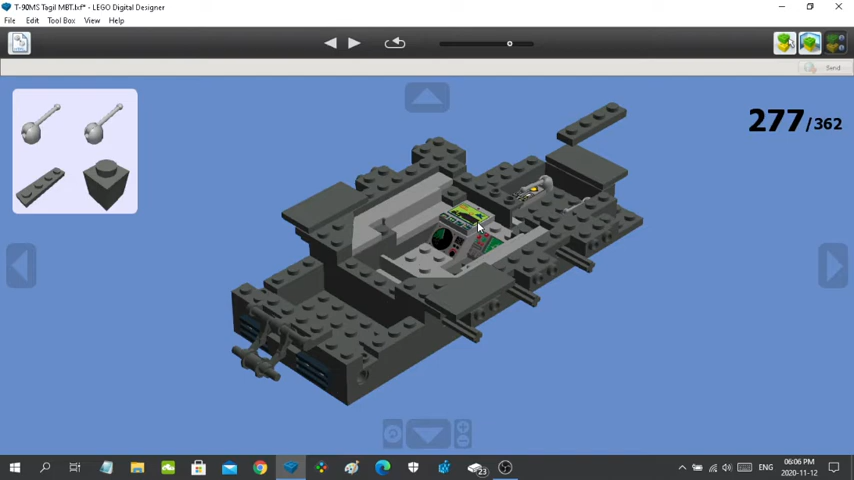 T-90MS Tagil MBT.lxf* - LEGO Digital Designer
File Edit Tool Box View Help
Send
277/362
23
ENG
06:06 PM
2020-11-12